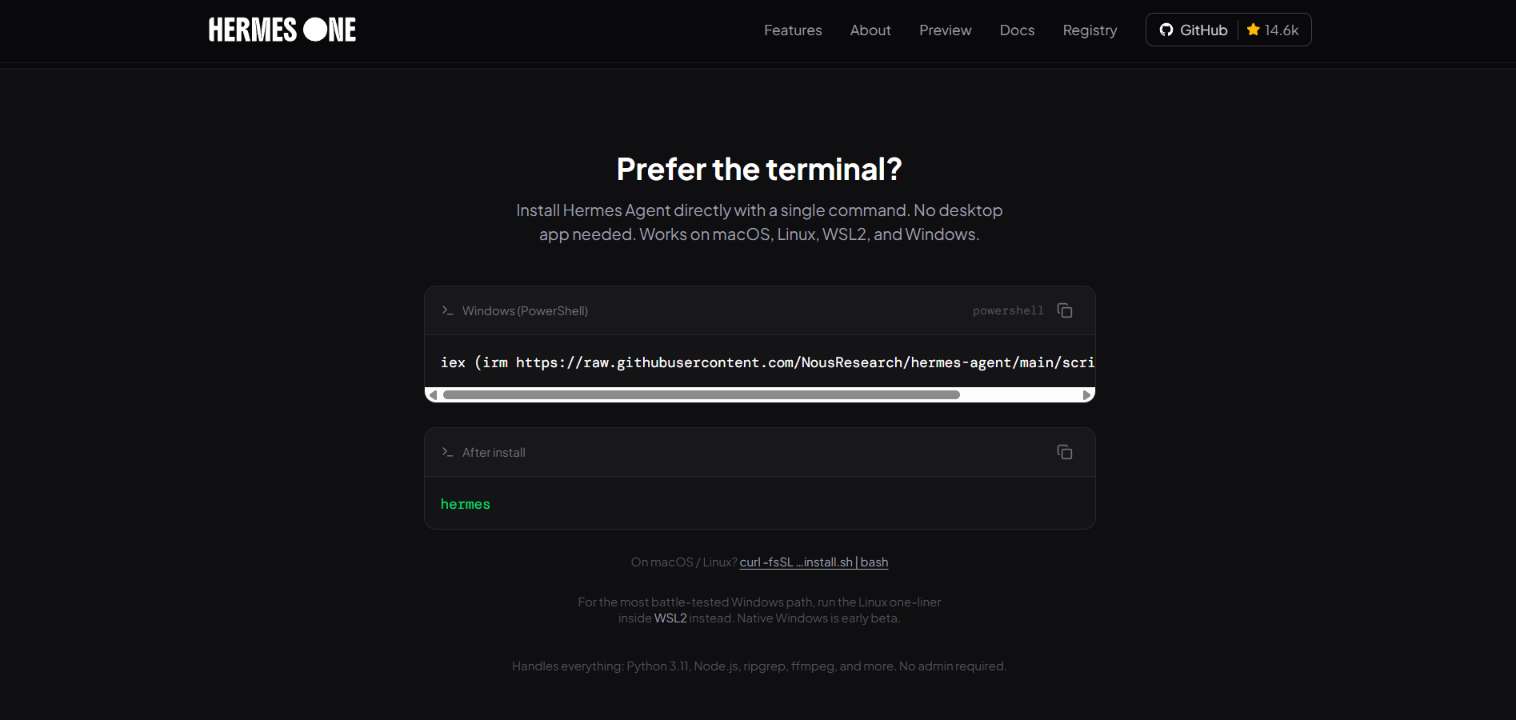 HERMES ONE
Features About Preview Docs Registry GitHub 14.6k
Prefer the terminal?
Install Hermes Agent directly with a single command. No desktop
app needed. Works on macOS, Linux, WSL2, and Windows.
Windows (PowerShell) powershell
iex (irm https://raw.githubusercontent.com/NousResearch/hermes-agent/main/scri
After install
hermes
On macOS / Linux? curl -fsSL …install.sh | bash
For the most battle-tested Windows path, run the Linux one-liner
inside WSL2 instead. Native Windows is early beta.
Handles everything: Python 3.11, Node.js, ripgrep, ffmpeg, and more. No admin required.